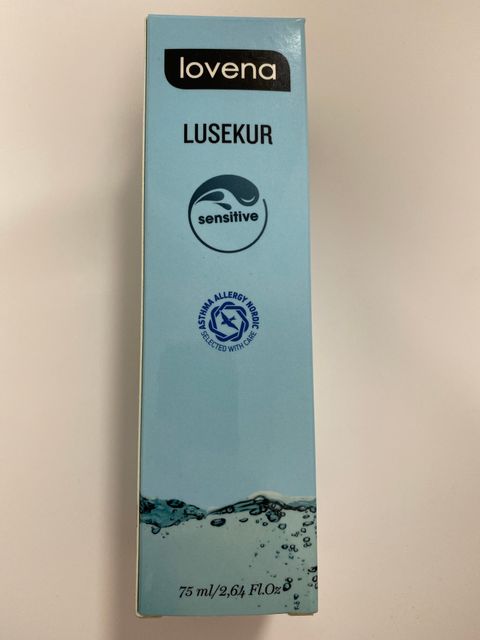 lovena
LUSEKUR
sensitive
ASTHMA ALLERGY NORDIC
SELECTED WITH CARE
75 ml/2,64 Fl.Oz